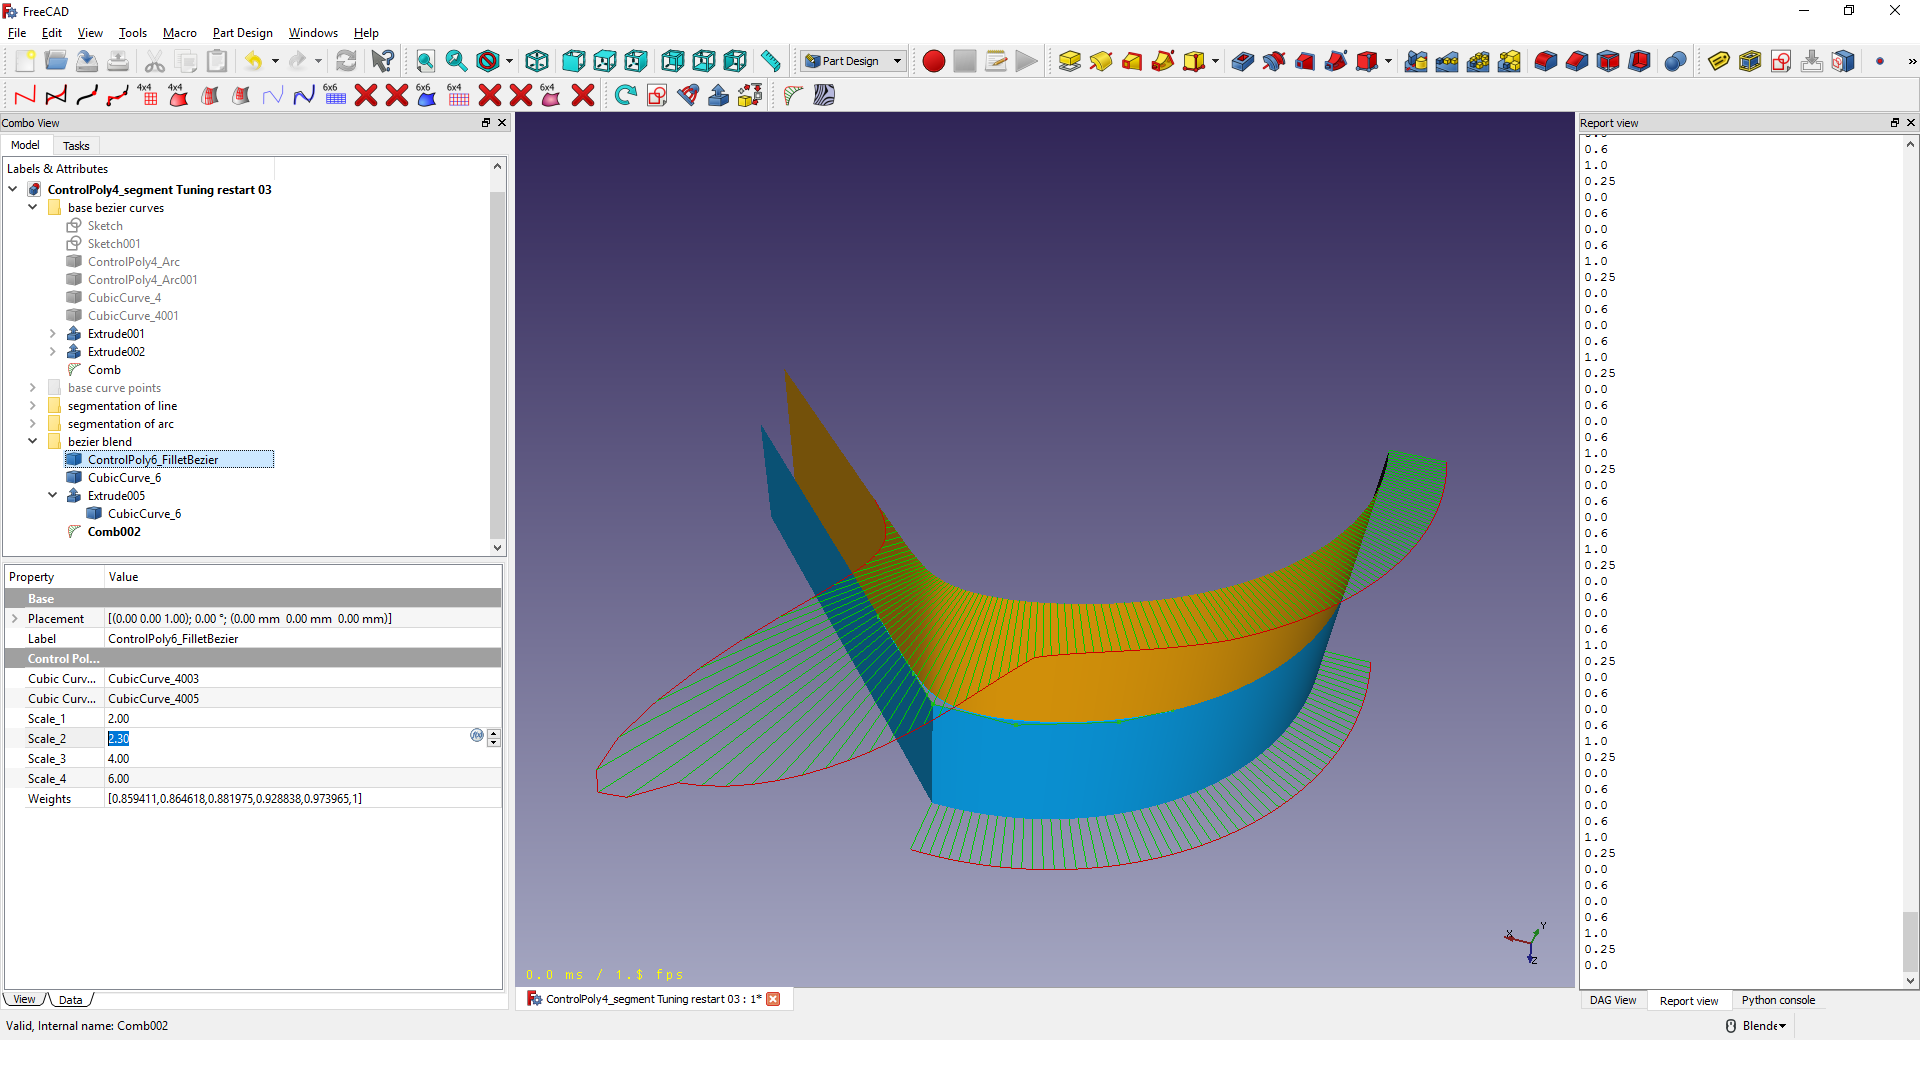 FreeCAD
File Edit View Tools Macro Part Design Windows Help
Part Design
4x4 4x4 6x6 6x6 6x4 6x4
Combo View
Report view
Model Tasks
Labels & Attributes
ControlPoly4_segment Tuning restart 03
base bezier curves
Sketch
Sketch001
ControlPoly4_Arc
ControlPoly4_Arc001
CubicCurve_4
CubicCurve_4001
Extrude001
Extrude002
Comb
base curve points
segmentation of line
segmentation of arc
bezier blend
ControlPoly6_FilletBezier
CubicCurve_6
Extrude005
CubicCurve_6
Comb002
Property Value
Base
Placement [(0.00 0.00 1.00); 0.00 °; (0.00 mm 0.00 mm 0.00 mm)]
Label ControlPoly6_FilletBezier
Control Pol...
Cubic Curv... CubicCurve_4003
Cubic Curv... CubicCurve_4005
Scale_1 2.00
Scale_2 2.30
Scale_3 4.00
Scale_4 6.00
Weights [0.859411,0.864618,0.881975,0.928838,0.973965,1]
View Data
0.0 ms / 1.$ fps
X
Y
Z
ControlPoly4_segment Tuning restart 03 : 1*
0.6
1.0
0.25
0.0
0.6
0.0
0.6
1.0
0.25
0.0
0.6
0.0
0.6
1.0
0.25
0.0
0.6
0.0
0.6
1.0
0.25
0.0
0.6
0.0
0.6
1.0
0.25
0.0
0.6
0.0
0.6
1.0
0.25
0.0
0.6
0.0
0.6
1.0
0.25
0.0
0.6
0.0
0.6
1.0
0.25
0.0
0.6
0.0
0.6
1.0
0.25
0.0
DAG View Report view Python console
Valid, Internal name: Comb002
Blende